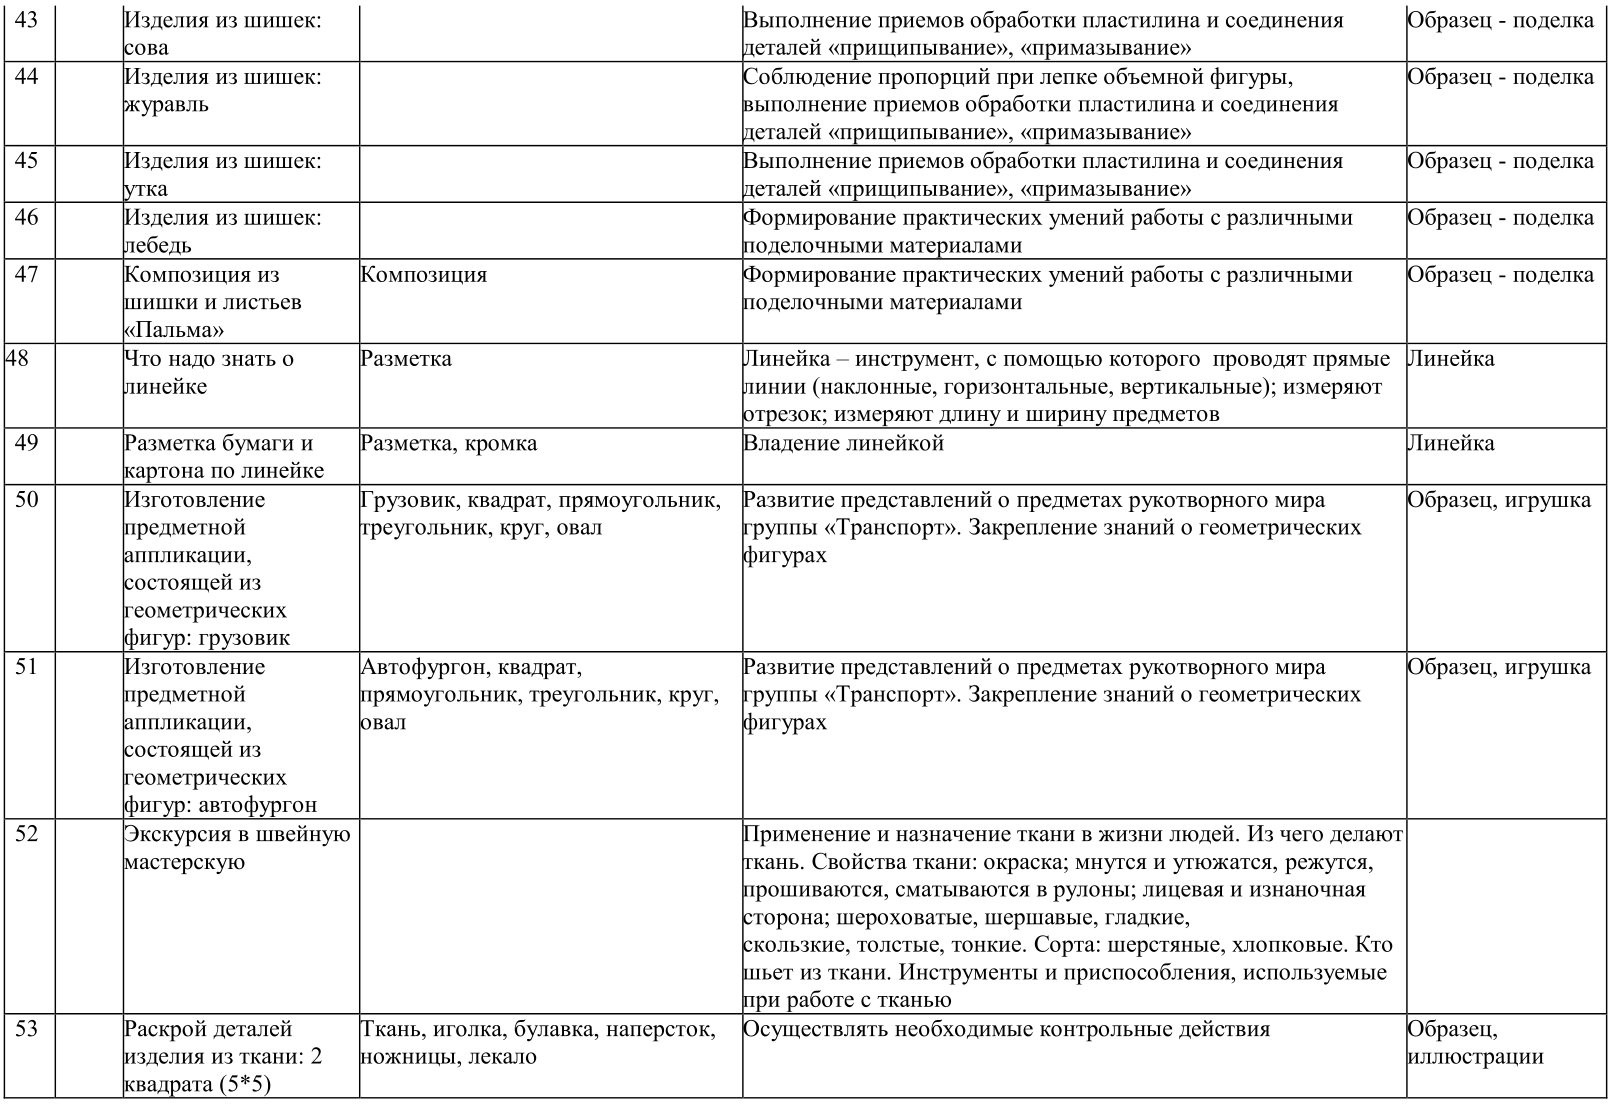 43
Изделия из шишек:
сова
Выполнение приемов обработки пластилина и соединения
деталей «прищипывание», «примазывание»
Образец - поделка
44
Изделия из шишек:
журавль
Соблюдение пропорций при лепке объемной фигуры,
выполнение приемов обработки пластилина и соединения
деталей «прищипывание», «примазывание»
Образец - поделка
45
Изделия из шишек:
утка
Выполнение приемов обработки пластилина и соединения
деталей «прищипывание», «примазывание»
Образец - поделка
46
Изделия из шишек:
лебедь
Формирование практических умений работы с различными
поделочными материалами
Образец - поделка
47
Композиция из
шишки и листьев
«Пальма»
Композиция
Формирование практических умений работы с различными
поделочными материалами
Образец - поделка
48
Что надо знать о
линейке
Разметка
Линейка – инструмент, с помощью которого  проводят прямые
линии (наклонные, горизонтальные, вертикальные); измеряют
отрезок; измеряют длину и ширину предметов
Линейка
49
Разметка бумаги и
картона по линейке
Разметка, кромка
Владение линейкой
Линейка
50
Изготовление
предметной
аппликации,
состоящей из
геометрических
фигур: грузовик
Грузовик, квадрат, прямоугольник,
треугольник, круг, овал
Развитие представлений о предметах рукотворного мира
группы «Транспорт». Закрепление знаний о геометрических
фигурах
Образец, игрушка
51
Изготовление
предметной
аппликации,
состоящей из
геометрических
фигур: автофургон
Автофургон, квадрат,
прямоугольник, треугольник, круг,
овал
Развитие представлений о предметах рукотворного мира
группы «Транспорт». Закрепление знаний о геометрических
фигурах
Образец, игрушка
52
Экскурсия в швейную
мастерскую
Применение и назначение ткани в жизни людей. Из чего делают
ткань. Свойства ткани: окраска; мнутся и утюжатся, режутся,
прошиваются, сматываются в рулоны; лицевая и изнаночная
сторона; шероховатые, шершавые, гладкие,
скользкие, толстые, тонкие. Сорта: шерстяные, хлопковые. Кто
шьет из ткани. Инструменты и приспособления, используемые
при работе с тканью
53
Раскрой деталей
изделия из ткани: 2
квадрата (5*5)
Ткань, иголка, булавка, наперсток,
ножницы, лекало
Осуществлять необходимые контрольные действия
Образец,
иллюстрации